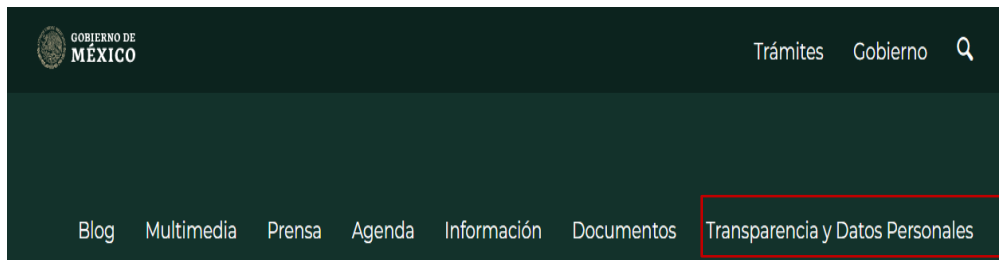 GOBIERNO DE
MÉXICO
Trámites Gobierno
Blog Multimedia Prensa Agenda Información Documentos Transparencia y Datos Personales